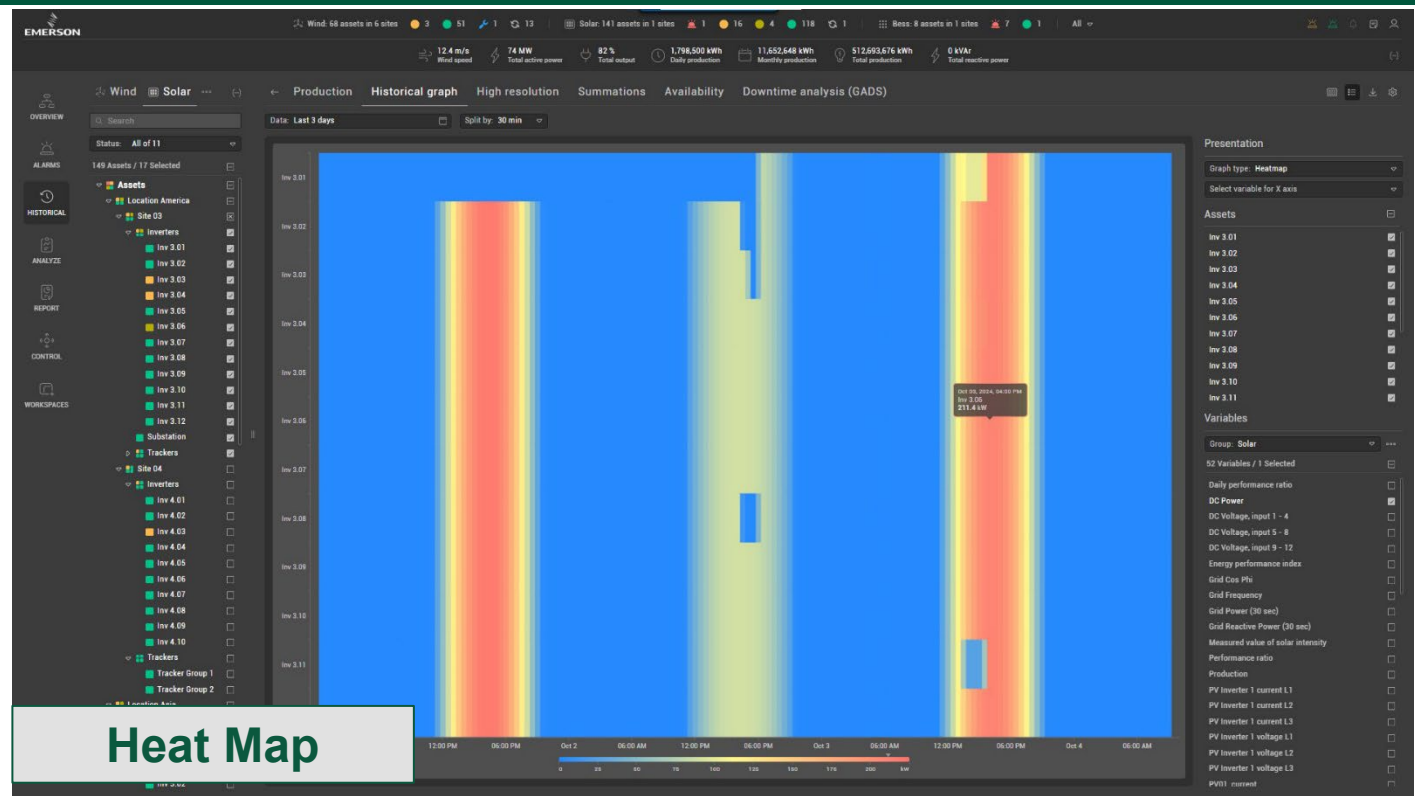 EMERSON
Wind: 68 assets in 6 sites 3 51 1 13 Solar: 141 assets in 1 sites 1 16 4 118 1 Bess: 8 assets in 1 sites 7 1 All
12.4 m/s 74 MW 82 % 1,798,500 kWh 11,652,648 kWh 512,693,676 kWh 0 kVAr
Wind speed Total active power Total output Daily production Monthly production Total production Total reactive power
OVERVIEW
ALARMS
HISTORICAL
ANALYZE
REPORT
CONTROL
WORKSPACES
Wind Solar
Search
Status: All of 11
149 Assets / 17 Selected
Assets
Location America
Site 03
Inverters
Inv 3.01
Inv 3.02
Inv 3.03
Inv 3.04
Inv 3.05
Inv 3.06
Inv 3.07
Inv 3.08
Inv 3.09
Inv 3.10
Inv 3.11
Inv 3.12
Substation
Trackers
Site 04
Inverters
Inv 4.01
Inv 4.02
Inv 4.03
Inv 4.04
Inv 4.05
Inv 4.06
Inv 4.07
Inv 4.08
Inv 4.09
Inv 4.10
Trackers
Tracker Group 1
Tracker Group 2
Production Historical graph High resolution Summations Availability Downtime analysis (GADS)
Data: Last 3 days Split by: 30 min
Inv 3.01
Inv 3.02
Inv 3.03
Inv 3.04
Inv 3.05
Inv 3.06
Inv 3.07
Inv 3.08
Inv 3.09
Inv 3.10
Inv 3.11
Inv 3.06
211.4 kW
12:00 PM 06:00 PM Oct 2 06:00 AM 12:00 PM 06:00 PM Oct 3 06:00 AM 12:00 PM 06:00 PM Oct 4 06:00 AM
0 25 50 75 100 125 150 175 200 kW
Presentation
Graph type: Heatmap
Select variable for X axis
Assets
Inv 3.01
Inv 3.02
Inv 3.03
Inv 3.04
Inv 3.05
Inv 3.06
Inv 3.07
Inv 3.08
Inv 3.09
Inv 3.10
Inv 3.11
Variables
Group: Solar
52 Variables / 1 Selected
Daily performance ratio
DC Power
DC Voltage, input 1 - 4
DC Voltage, input 5 - 8
DC Voltage, input 9 - 12
Energy performance index
Grid Cos Phi
Grid Frequency
Grid Power (30 sec)
Grid Reactive Power (30 sec)
Measured value of solar intensity
Performance ratio
Production
PV Inverter 1 current L1
PV Inverter 1 current L2
PV Inverter 1 current L3
PV Inverter 1 voltage L1
PV Inverter 1 voltage L2
PV Inverter 1 voltage L3
PV01 current
Heat Map